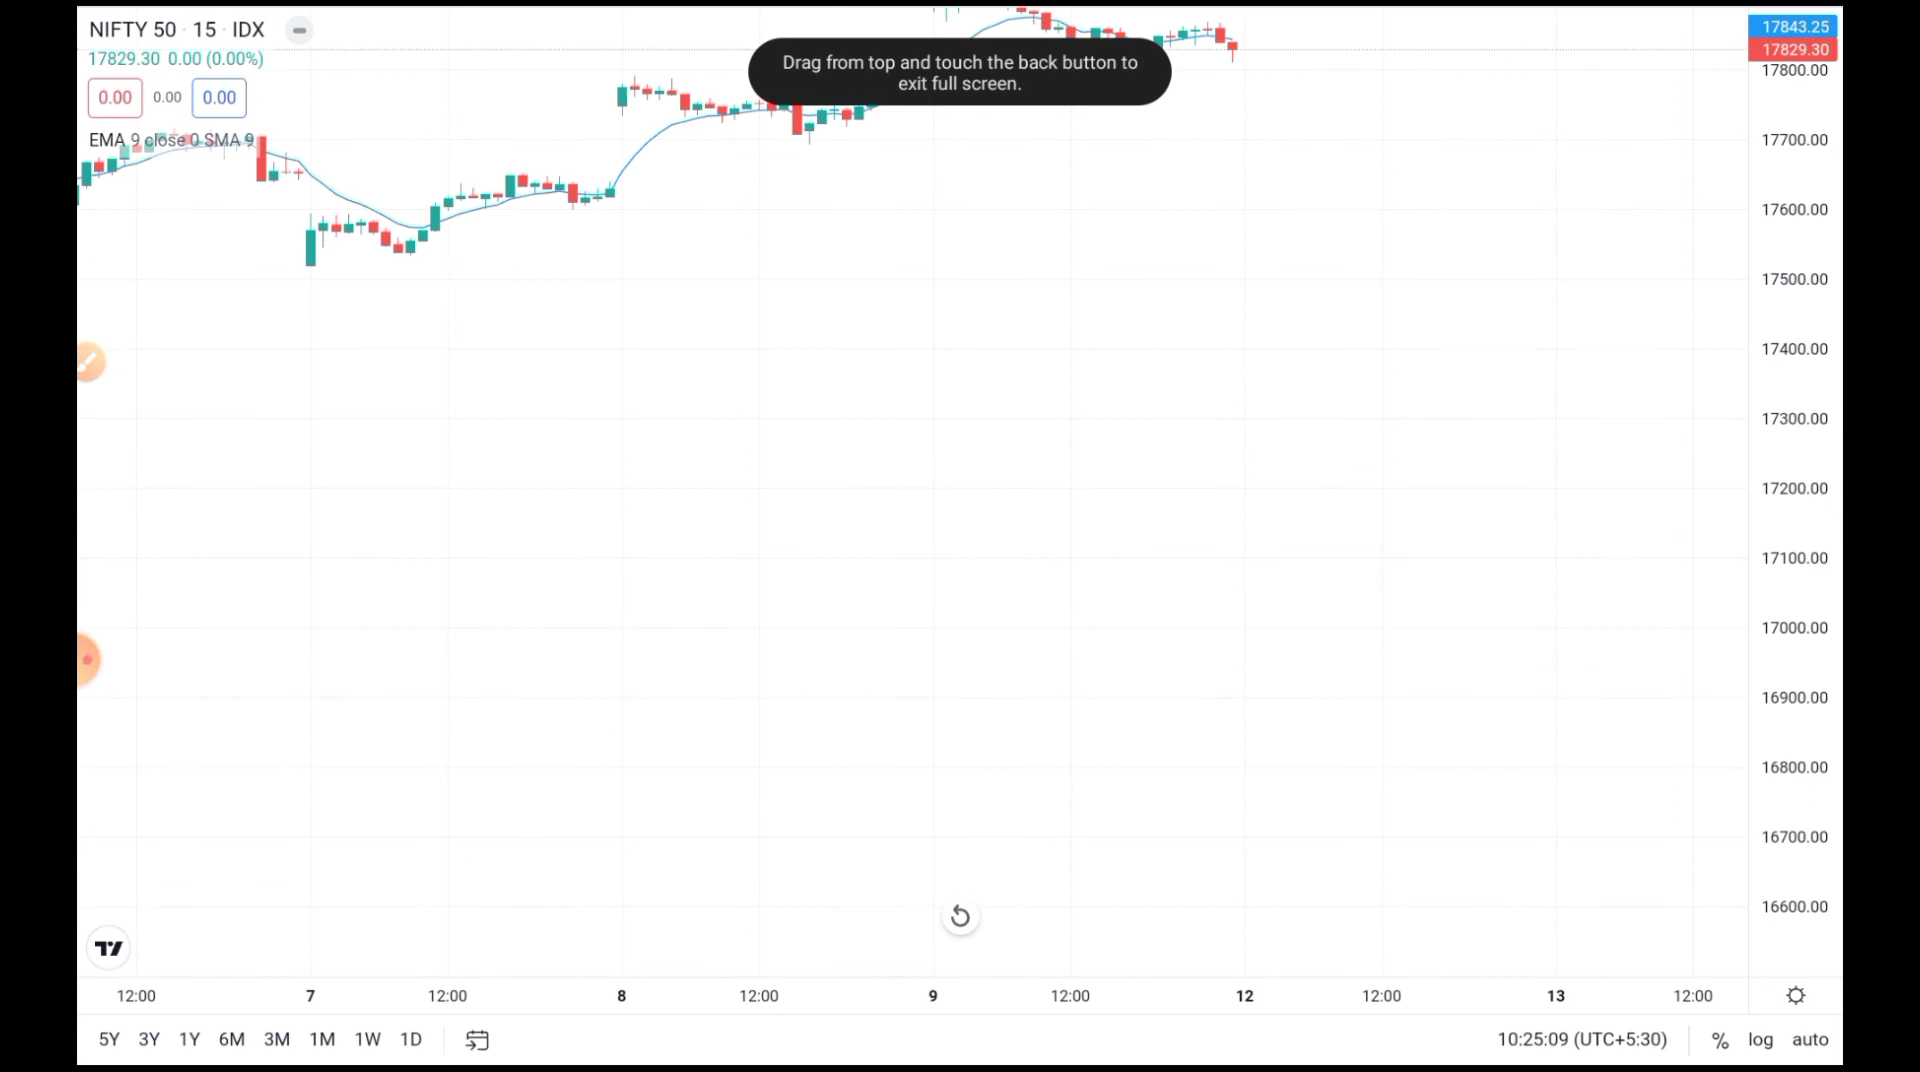 NIFTY 50 · 15 · IDX
17829.30 0.00 (0.00%)
0.00 0.00 0.00
EMA 9 close 0 SMA 9
Drag from top and touch the back button to
exit full screen.
17843.25
17829.30
17800.00
17700.00
17600.00
17500.00
17400.00
17300.00
17200.00
17100.00
17000.00
16900.00
16800.00
16700.00
16600.00
12:00 7 12:00 8 12:00 9 12:00 12 12:00 13 12:00
5Y 3Y 1Y 6M 3M 1M 1W 1D 10:25:09 (UTC+5:30) % log auto